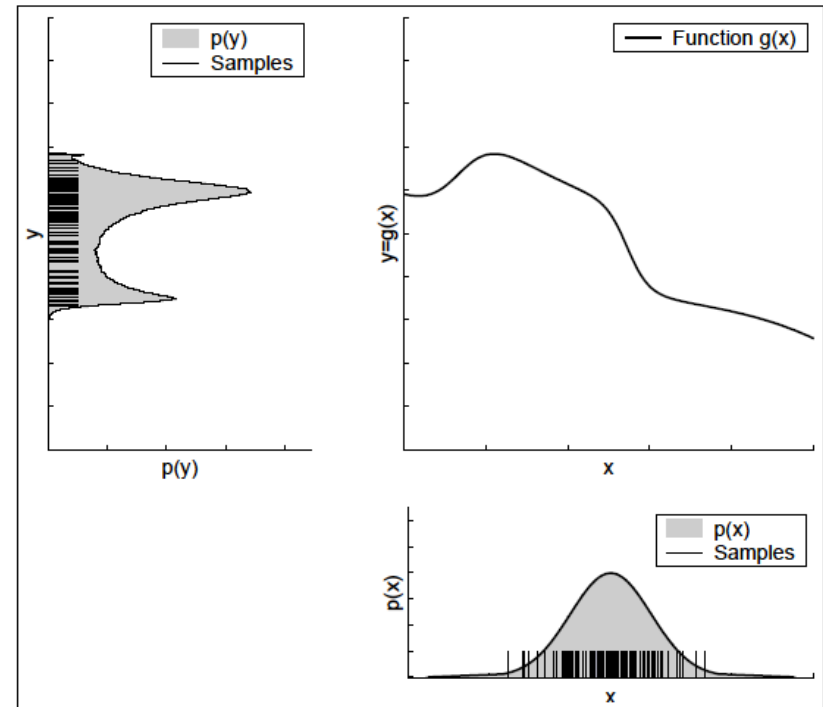 p(y)
Samples
y
p(y)
Function g(x)
y=g(x)
x
p(x)
Samples
p(x)
x